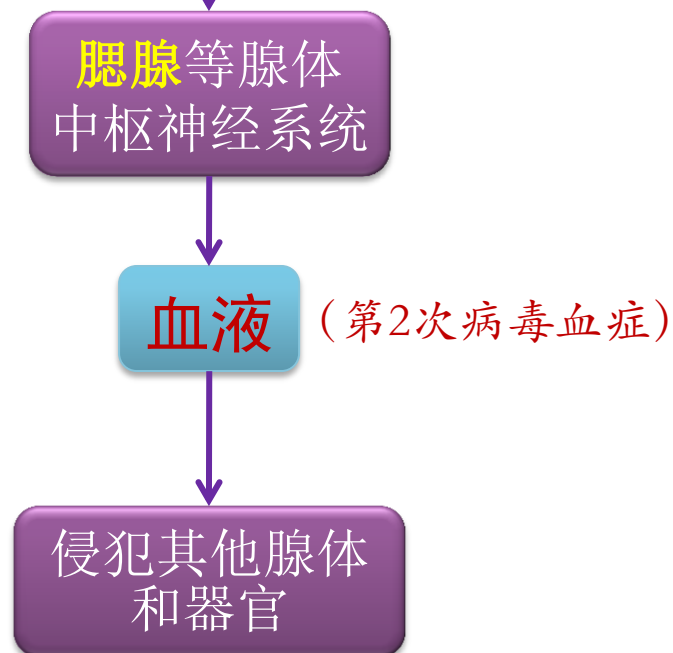 腮腺等腺体
中枢神经系统
血液
（第2次病毒血症）
侵犯其他腺体
和器官